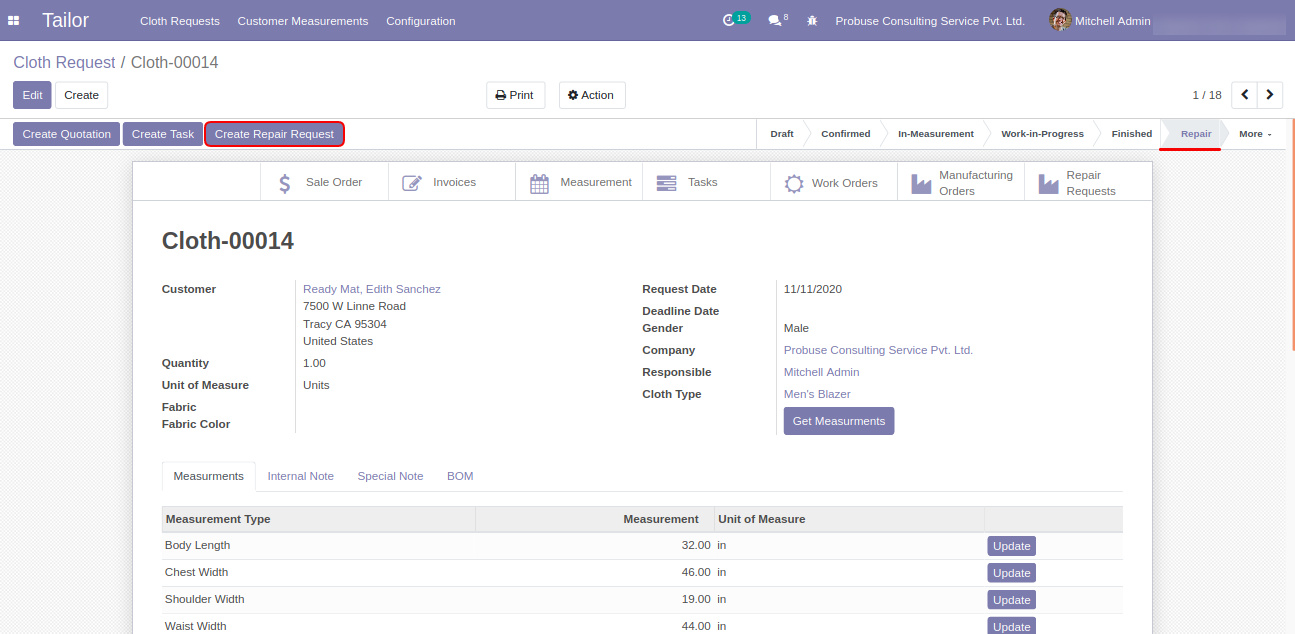 Tailor Cloth Requests Customer Measurements Configuration 13 8 Probuse Consulting Service Pvt. Ltd. Mitchell Admin
Cloth Request / Cloth-00014
Edit Create Print Action 1 / 18
Create Quotation Create Task Create Repair Request Draft Confirmed In-Measurement Work-in-Progress Finished Repair More
Sale Order Invoices Measurement Tasks Work Orders Manufacturing Orders Repair Requests
Cloth-00014
Customer Ready Mat, Edith Sanchez
7500 W Linne Road
Tracy CA 95304
United States
Quantity 1.00
Unit of Measure Units
Fabric
Fabric Color
Request Date 11/11/2020
Deadline Date
Gender Male
Company Probuse Consulting Service Pvt. Ltd.
Responsible Mitchell Admin
Cloth Type Men's Blazer
Get Measurments
Measurments Internal Note Special Note BOM
Measurement Type Measurement Unit of Measure
Body Length 32.00 in Update
Chest Width 46.00 in Update
Shoulder Width 19.00 in Update
Waist Width 44.00 in Update